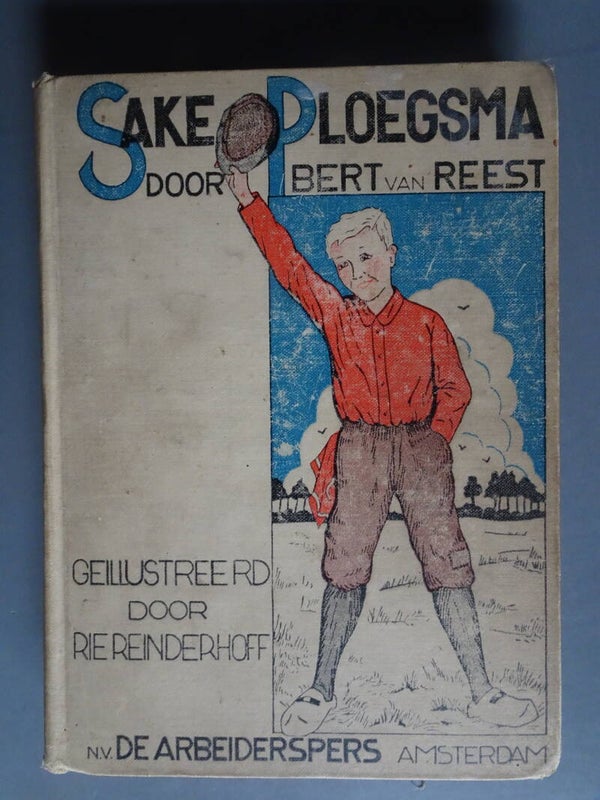 SAKE PLOEGSMA
DOOR BERT VAN REEST
GEILLUSTREERD
DOOR
RIE REINDERHOFF
N.V. DE ARBEIDERSPERS AMSTERDAM